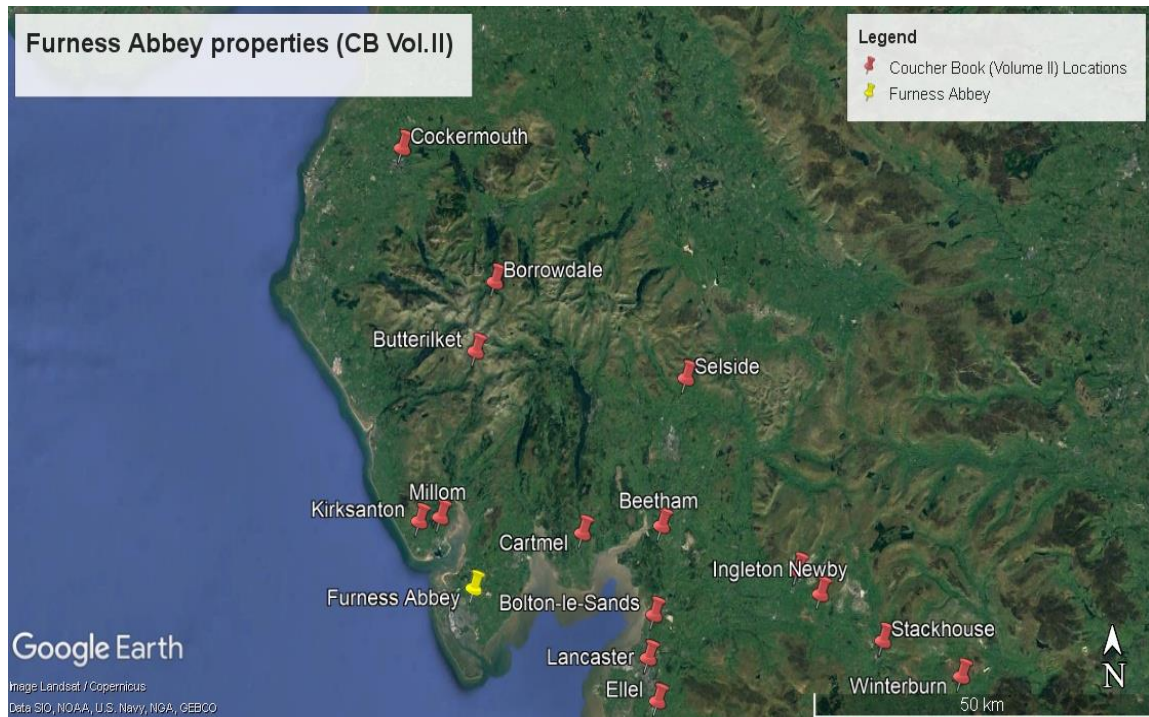 Furness Abbey properties (CB Vol.II)
Legend
Coucher Book (Volume II) Locations
Furness Abbey
Cockermouth
Borrowdale
Butterilket
Selside
Millom
Kirksanton
Beetham
Cartmel
Ingleton Newby
Furness Abbey
Bolton-le-Sands
Stackhouse
Lancaster
Winterburn
Ellel
N
50 km
Google Earth
Image Landsat / Copernicus
Data SIO, NOAA, U.S. Navy, NGA, GEBCO